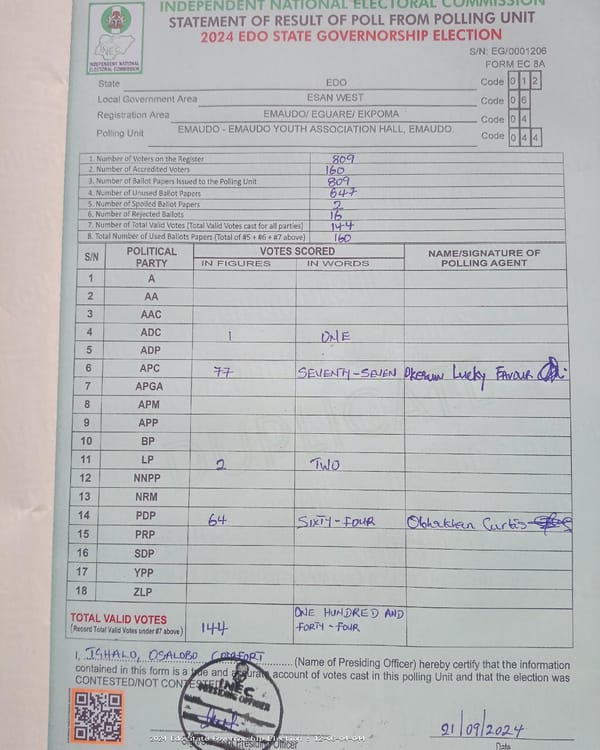 INDEPENDENT NATIONAL ELECTORAL COMMISSION
STATEMENT OF RESULT OF POLL FROM POLLING UNIT
2024 EDO STATE GOVERNORSHIP ELECTION
INEC
INDEPENDENT NATIONAL
ELECTORAL COMMISSION
S/N: EG/0001206
FORM EC 8A
State EDO Code 0 1 2
Local Government Area ESAN WEST Code 0 6
Registration Area EMAUDO/ EGUARE/ EKPOMA Code 0 4
Polling Unit EMAUDO - EMAUDO YOUTH ASSOCIATION HALL, EMAUDO. Code 0 4 4
1. Number of Voters on the Register 809
2. Number of Accredited Voters 160
3. Number of Ballot Papers Issued to the Polling Unit 809
4. Number of Unused Ballot Papers 647
5. Number of Spoiled Ballot Papers 2
6. Number of Rejected Ballots 16
7. Number of Total Valid Votes (Total Valid Votes cast for all parties) 144
8. Total Number of Used Ballots Papers (Total of #5 + #6 + #7 above) 160
S/N POLITICAL PARTY VOTES SCORED NAME/SIGNATURE OF POLLING AGENT
IN FIGURES IN WORDS
1 A
2 AA
3 AAC
4 ADC 1 ONE
5 ADP
6 APC 77 SEVENTY-SEVEN Lucky FAVOUR
7 APGA
8 APM
9 APP
10 BP
11 LP 2 TWO
12 NNPP
13 NRM
14 PDP 64 SIXTY-FOUR Curtis
15 PRP
16 SDP
17 YPP
18 ZLP
TOTAL VALID VOTES 144 ONE HUNDRED AND
(Record Total Valid Votes under #7 above) FORTY-FOUR
I, IGHALO, OSALOBO COMFORT (Name of Presiding Officer) hereby certify that the information
contained in this form is a true and accurate account of votes cast in this polling Unit and that the election was
CONTESTED/NOT CONTESTED
INEC
PRESIDING OFFICER
21/09/2024
Presiding Officer Date
2024 Edo State Governorship Election - 12-06-04-044